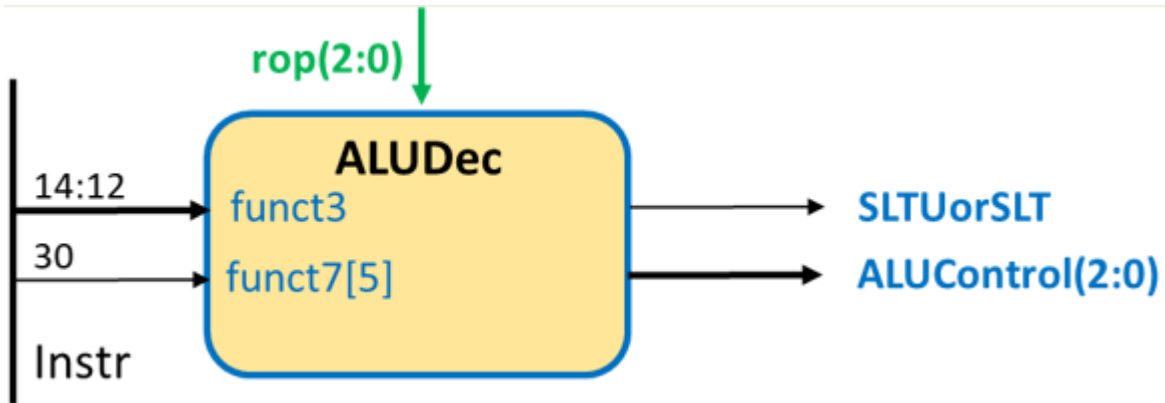 rop(2:0)
ALUDec
14:12
funct3
SLTUorSLT
30
funct7[5]
ALUControl(2:0)
Instr